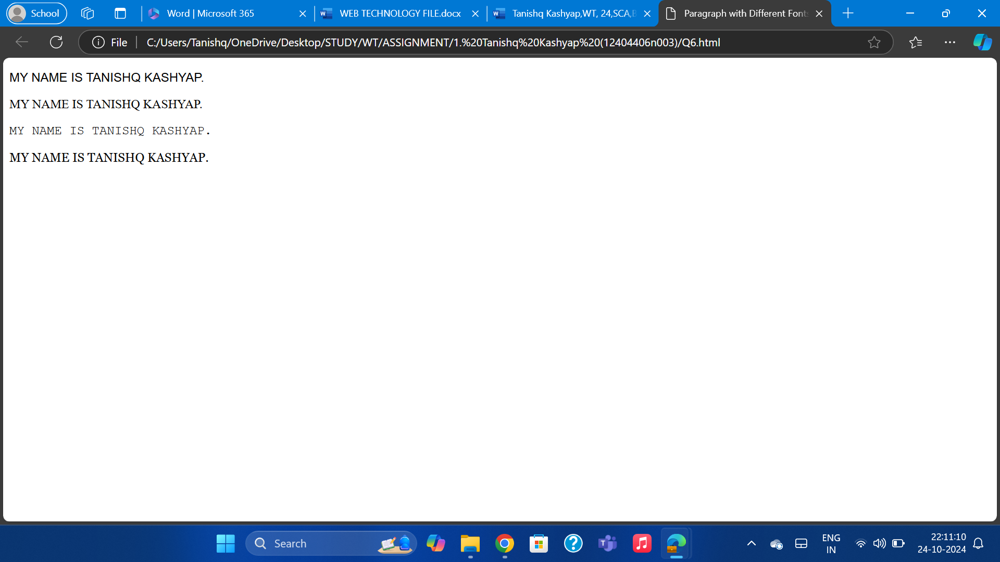 School
Word | Microsoft 365
WEB TECHNOLOGY FILE.docx
Tanishq Kashyap,WT, 24,SCA,B
Paragraph with Different Font
File
C:/Users/Tanishq/OneDrive/Desktop/STUDY/WT/ASSIGNMENT/1.%20Tanishq%20Kashyap%20(12404406n003)/Q6.html
MY NAME IS TANISHQ KASHYAP.
MY NAME IS TANISHQ KASHYAP.
MY NAME IS TANISHQ KASHYAP.
MY NAME IS TANISHQ KASHYAP.
Search
ENG
IN
22:11:10
24-10-2024